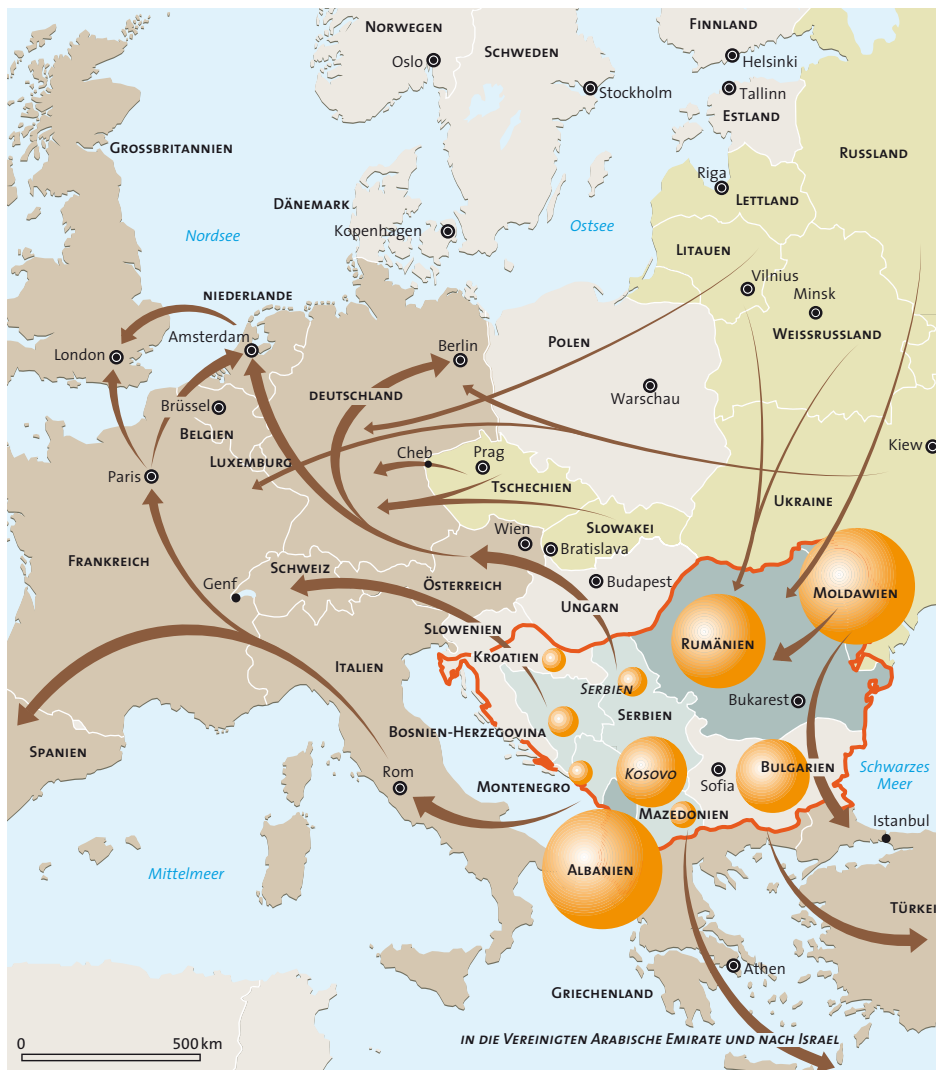 NORWEGEN
FINNLAND
SCHWEDEN
Oslo
Helsinki
Stockholm
Tallinn
ESTLAND
GROSSBRITANNIEN
RUSSLAND
Riga
LETTLAND
DÄNEMARK
Kopenhagen
Nordsee
Ostsee
LITAUEN
Vilnius
Minsk
NIEDERLANDE
WEISSRUSSLAND
Amsterdam
London
Berlin
POLEN
DEUTSCHLAND
Warschau
Brüssel
BELGIEN
Kiew
LUXEMBURG
Cheb
Prag
Paris
TSCHECHIEN
UKRAINE
SLOWAKEI
Wien
Bratislava
FRANKREICH
SCHWEIZ
Genf
ÖSTERREICH
Budapest
MOLDAWIEN
UNGARN
SLOWENIEN
RUMÄNIEN
KROATIEN
ITALIEN
SERBIEN
Bukarest
SERBIEN
BOSNIEN-HERZEGOVINA
SPANIEN
Rom
MONTENEGRO
Kosovo
Sofia
BULGARIEN
Schwarzes
Meer
MAZEDONIEN
Istanbul
Mittelmeer
ALBANIEN
TÜRKEI
Athen
GRIECHENLAND
IN DIE VEREINIGTEN ARABISCHE EMIRATE UND NACH ISRAEL
0 500 km